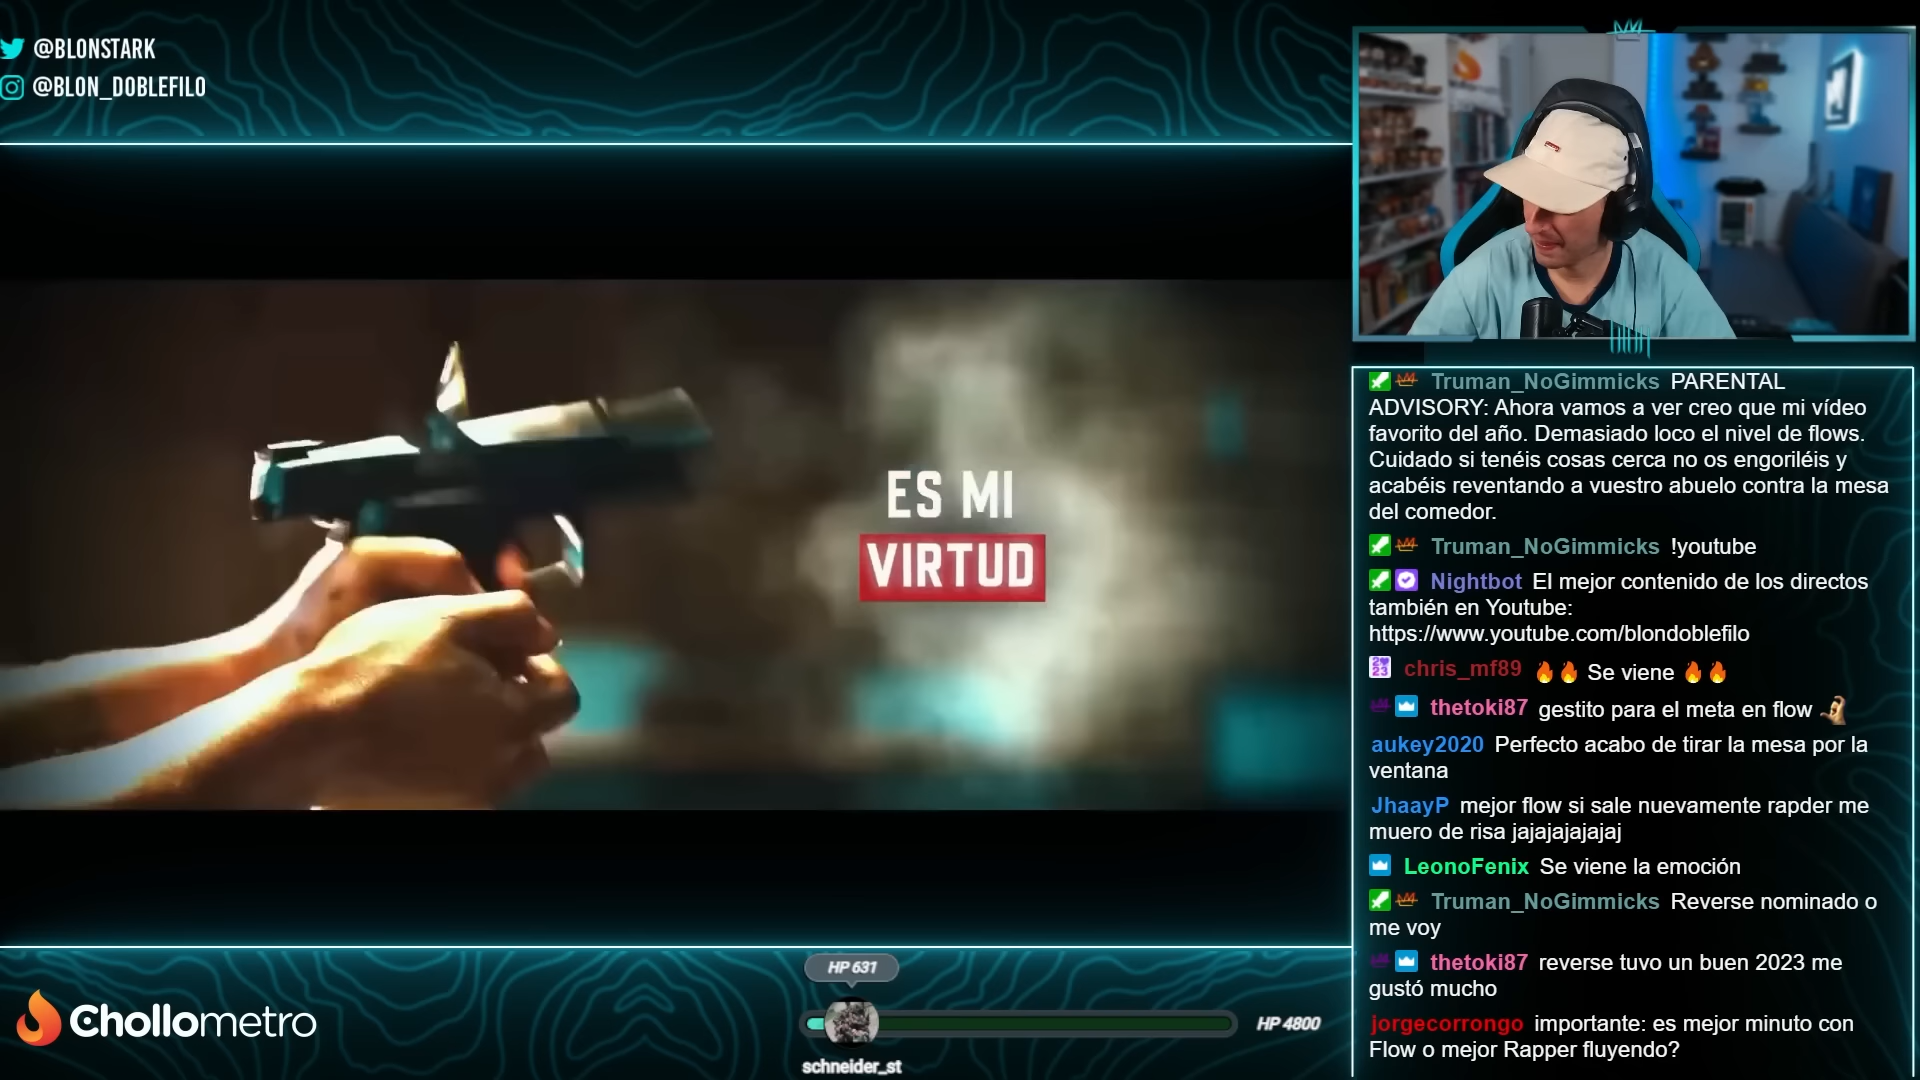 @BLONSTARK
@BLON_DOBLEFILO
ES MI
VIRTUD
Truman_NoGimmicks PARENTAL
ADVISORY: Ahora vamos a ver creo que mi vídeo
favorito del año. Demasiado loco el nivel de flows.
Cuidado si tenéis cosas cerca no os engoriléis y
acabéis reventando a vuestro abuelo contra la mesa
del comedor.
Truman_NoGimmicks !youtube
Nightbot El mejor contenido de los directos
también en Youtube:
https://www.youtube.com/blondoblefilo
chris_mf89 🔥🔥 Se viene 🔥🔥
thetoki87 gestito para el meta en flow
aukey2020 Perfecto acabo de tirar la mesa por la
ventana
JhaayP mejor flow si sale nuevamente rapder me
muero de risa jajajajajajaj
LeonoFenix Se viene la emoción
Truman_NoGimmicks Reverse nominado o
me voy
thetoki87 reverse tuvo un buen 2023 me
gustó mucho
jorgecorrongo importante: es mejor minuto con
Flow o mejor Rapper fluyendo?
Chollometro
HP 631
HP 4800
schneider_st